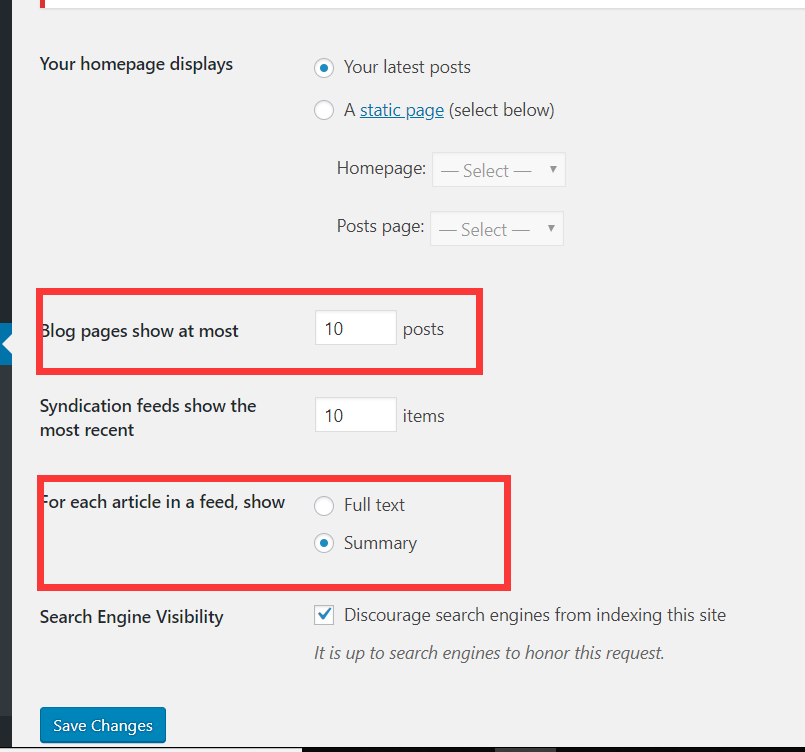 Your homepage displays
Your latest posts
A static page (select below)
Homepage: — Select —
Posts page: — Select —
Blog pages show at most 10 posts
Syndication feeds show the
most recent
10 items
For each article in a feed, show
Full text
Summary
Search Engine Visibility
Discourage search engines from indexing this site
It is up to search engines to honor this request.
Save Changes